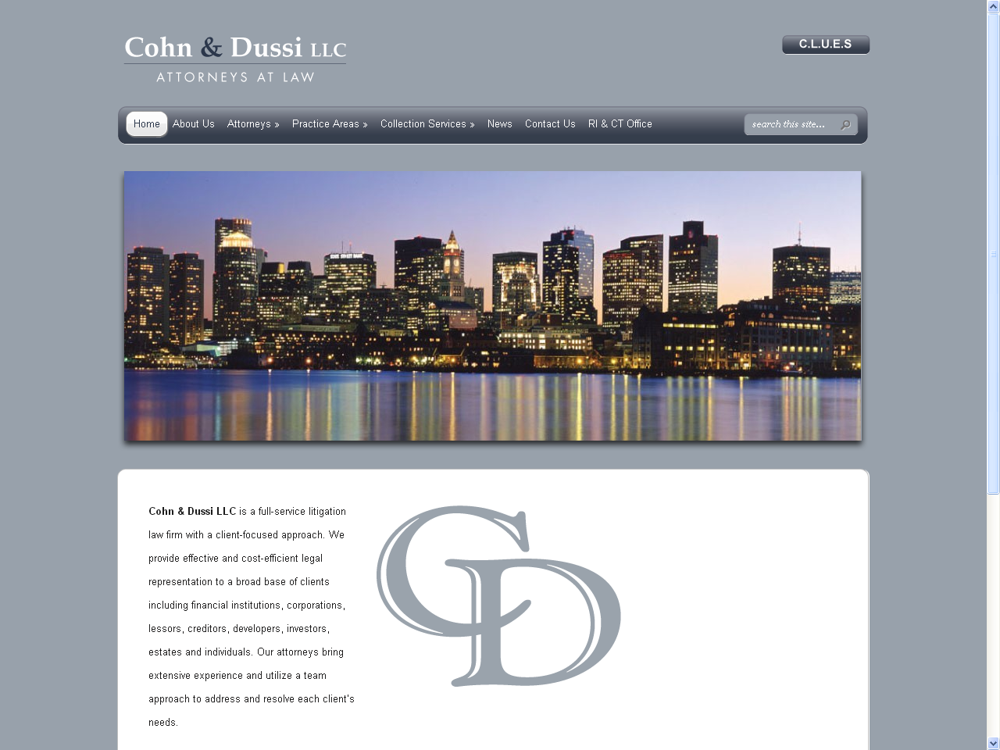 Cohn & Dussi LLC
ATTORNEYS AT LAW
C.L.U.E.S
Home About Us Attorneys » Practice Areas » Collection Services » News Contact Us RI & CT Office
search this site...
STATE STREET BANK
Cohn & Dussi LLC is a full-service litigation
law firm with a client-focused approach. We
provide effective and cost-efficient legal
representation to a broad base of clients
including financial institutions, corporations,
lessors, creditors, developers, investors,
estates and individuals. Our attorneys bring
extensive experience and utilize a team
approach to address and resolve each client's
needs.
CD